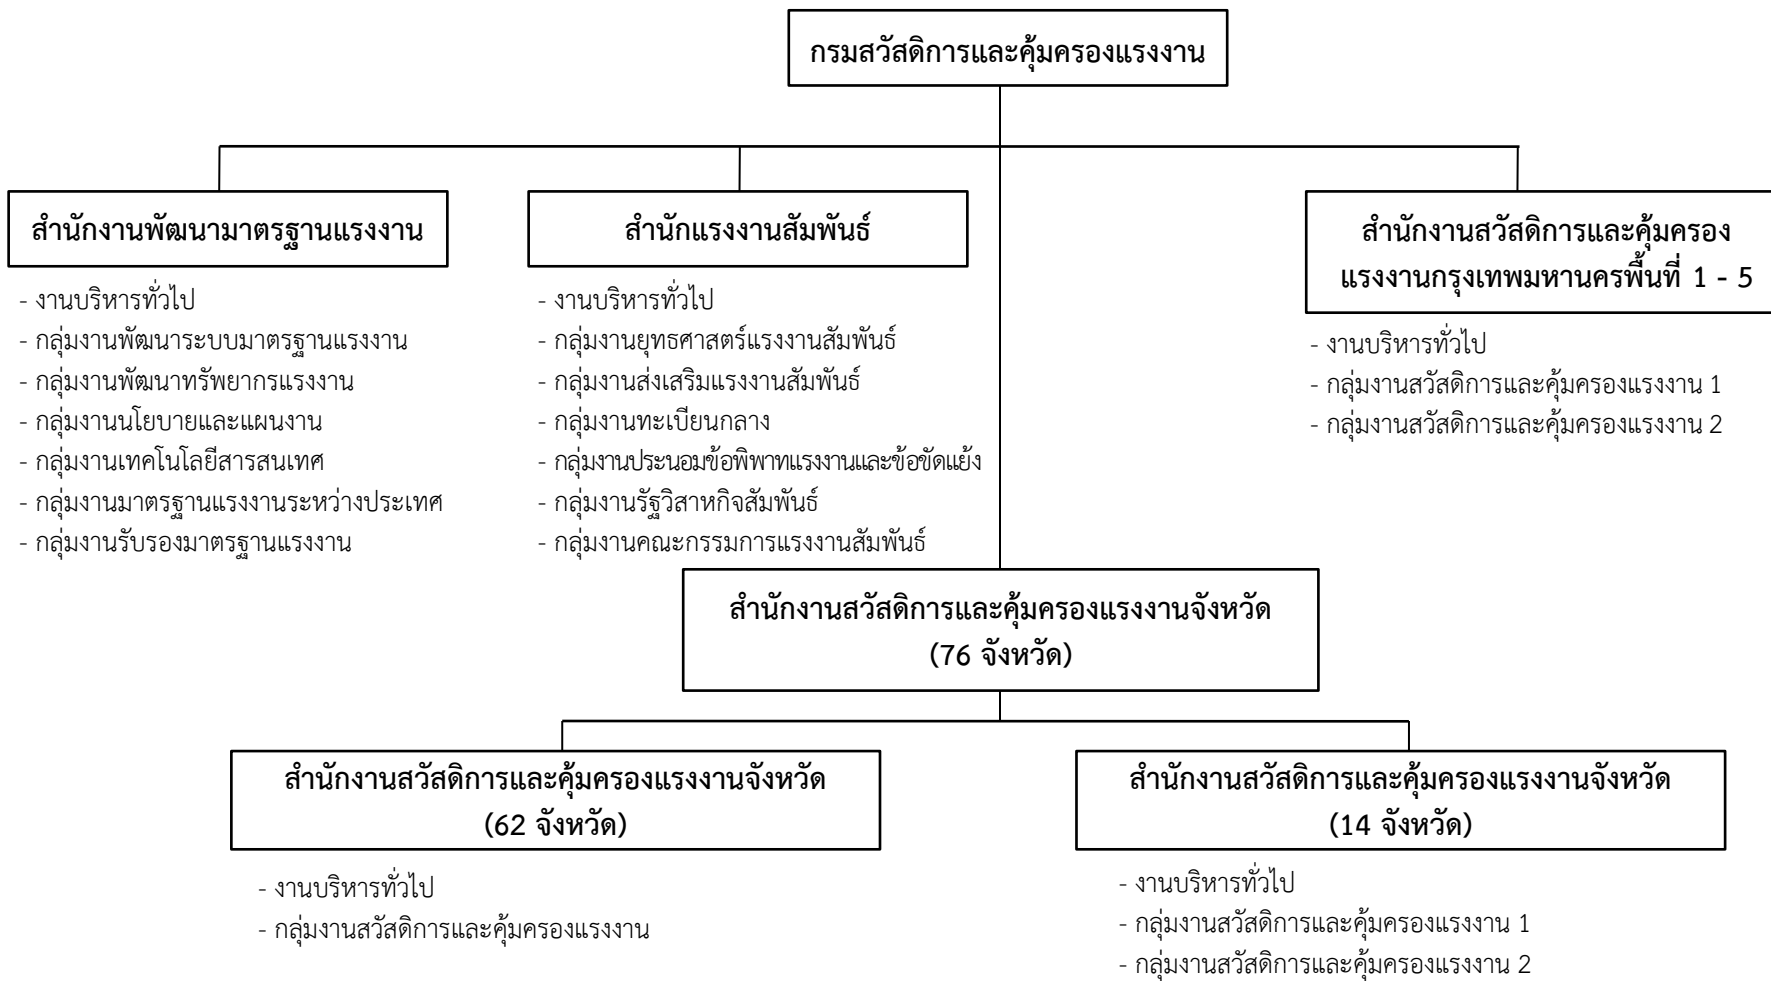 กรมสวัสดิการและคุ้มครองแรงงาน
สำนักงานพัฒนามาตรฐานแรงงาน
- งานบริหารทั่วไป
- กลุ่มงานพัฒนาระบบมาตรฐานแรงงาน
- กลุ่มงานพัฒนาทรัพยากรแรงงาน
- กลุ่มงานนโยบายและแผนงาน
- กลุ่มงานเทคโนโลยีสารสนเทศ
- กลุ่มงานมาตรฐานแรงงานระหว่างประเทศ
- กลุ่มงานรับรองมาตรฐานแรงงาน
สำนักแรงงานสัมพันธ์
- งานบริหารทั่วไป
- กลุ่มงานยุทธศาสตร์แรงงานสัมพันธ์
- กลุ่มงานส่งเสริมแรงงานสัมพันธ์
- กลุ่มงานทะเบียนกลาง
- กลุ่มงานประนอมข้อพิพาทแรงงานและข้อขัดแย้ง
- กลุ่มงานรัฐวิสาหกิจสัมพันธ์
- กลุ่มงานคณะกรรมการแรงงานสัมพันธ์
สำนักงานสวัสดิการและคุ้มครอง
แรงงานกรุงเทพมหานครพื้นที่ 1 - 5
- งานบริหารทั่วไป
- กลุ่มงานสวัสดิการและคุ้มครองแรงงาน 1
- กลุ่มงานสวัสดิการและคุ้มครองแรงงาน 2
สำนักงานสวัสดิการและคุ้มครองแรงงานจังหวัด
(76 จังหวัด)
สำนักงานสวัสดิการและคุ้มครองแรงงานจังหวัด
(62 จังหวัด)
- งานบริหารทั่วไป
- กลุ่มงานสวัสดิการและคุ้มครองแรงงาน
สำนักงานสวัสดิการและคุ้มครองแรงงานจังหวัด
(14 จังหวัด)
- งานบริหารทั่วไป
- กลุ่มงานสวัสดิการและคุ้มครองแรงงาน 1
- กลุ่มงานสวัสดิการและคุ้มครองแรงงาน 2